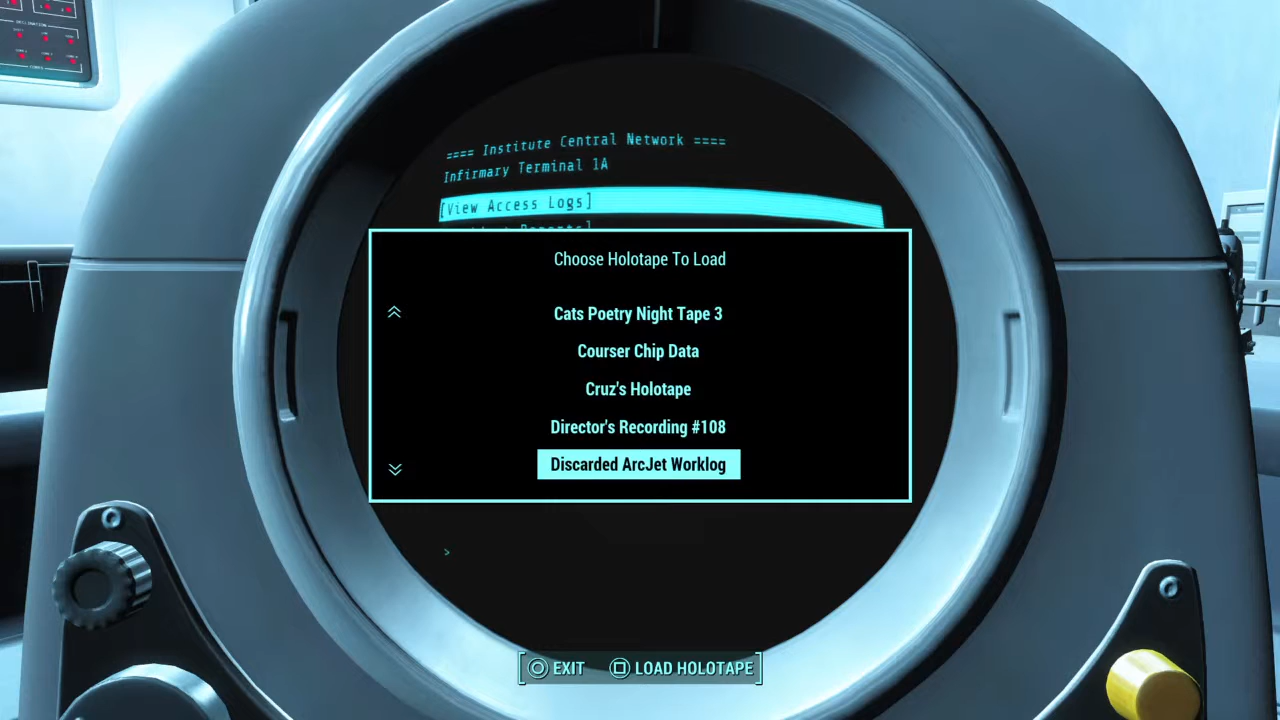 ==== Institute Central Network ====
Infirmary Terminal 1A
[View Access Logs]
Choose Holotape To Load
Cats Poetry Night Tape 3
Courser Chip Data
Cruz's Holotape
Director's Recording #108
Discarded ArcJet Worklog
>
EXIT LOAD HOLOTAPE